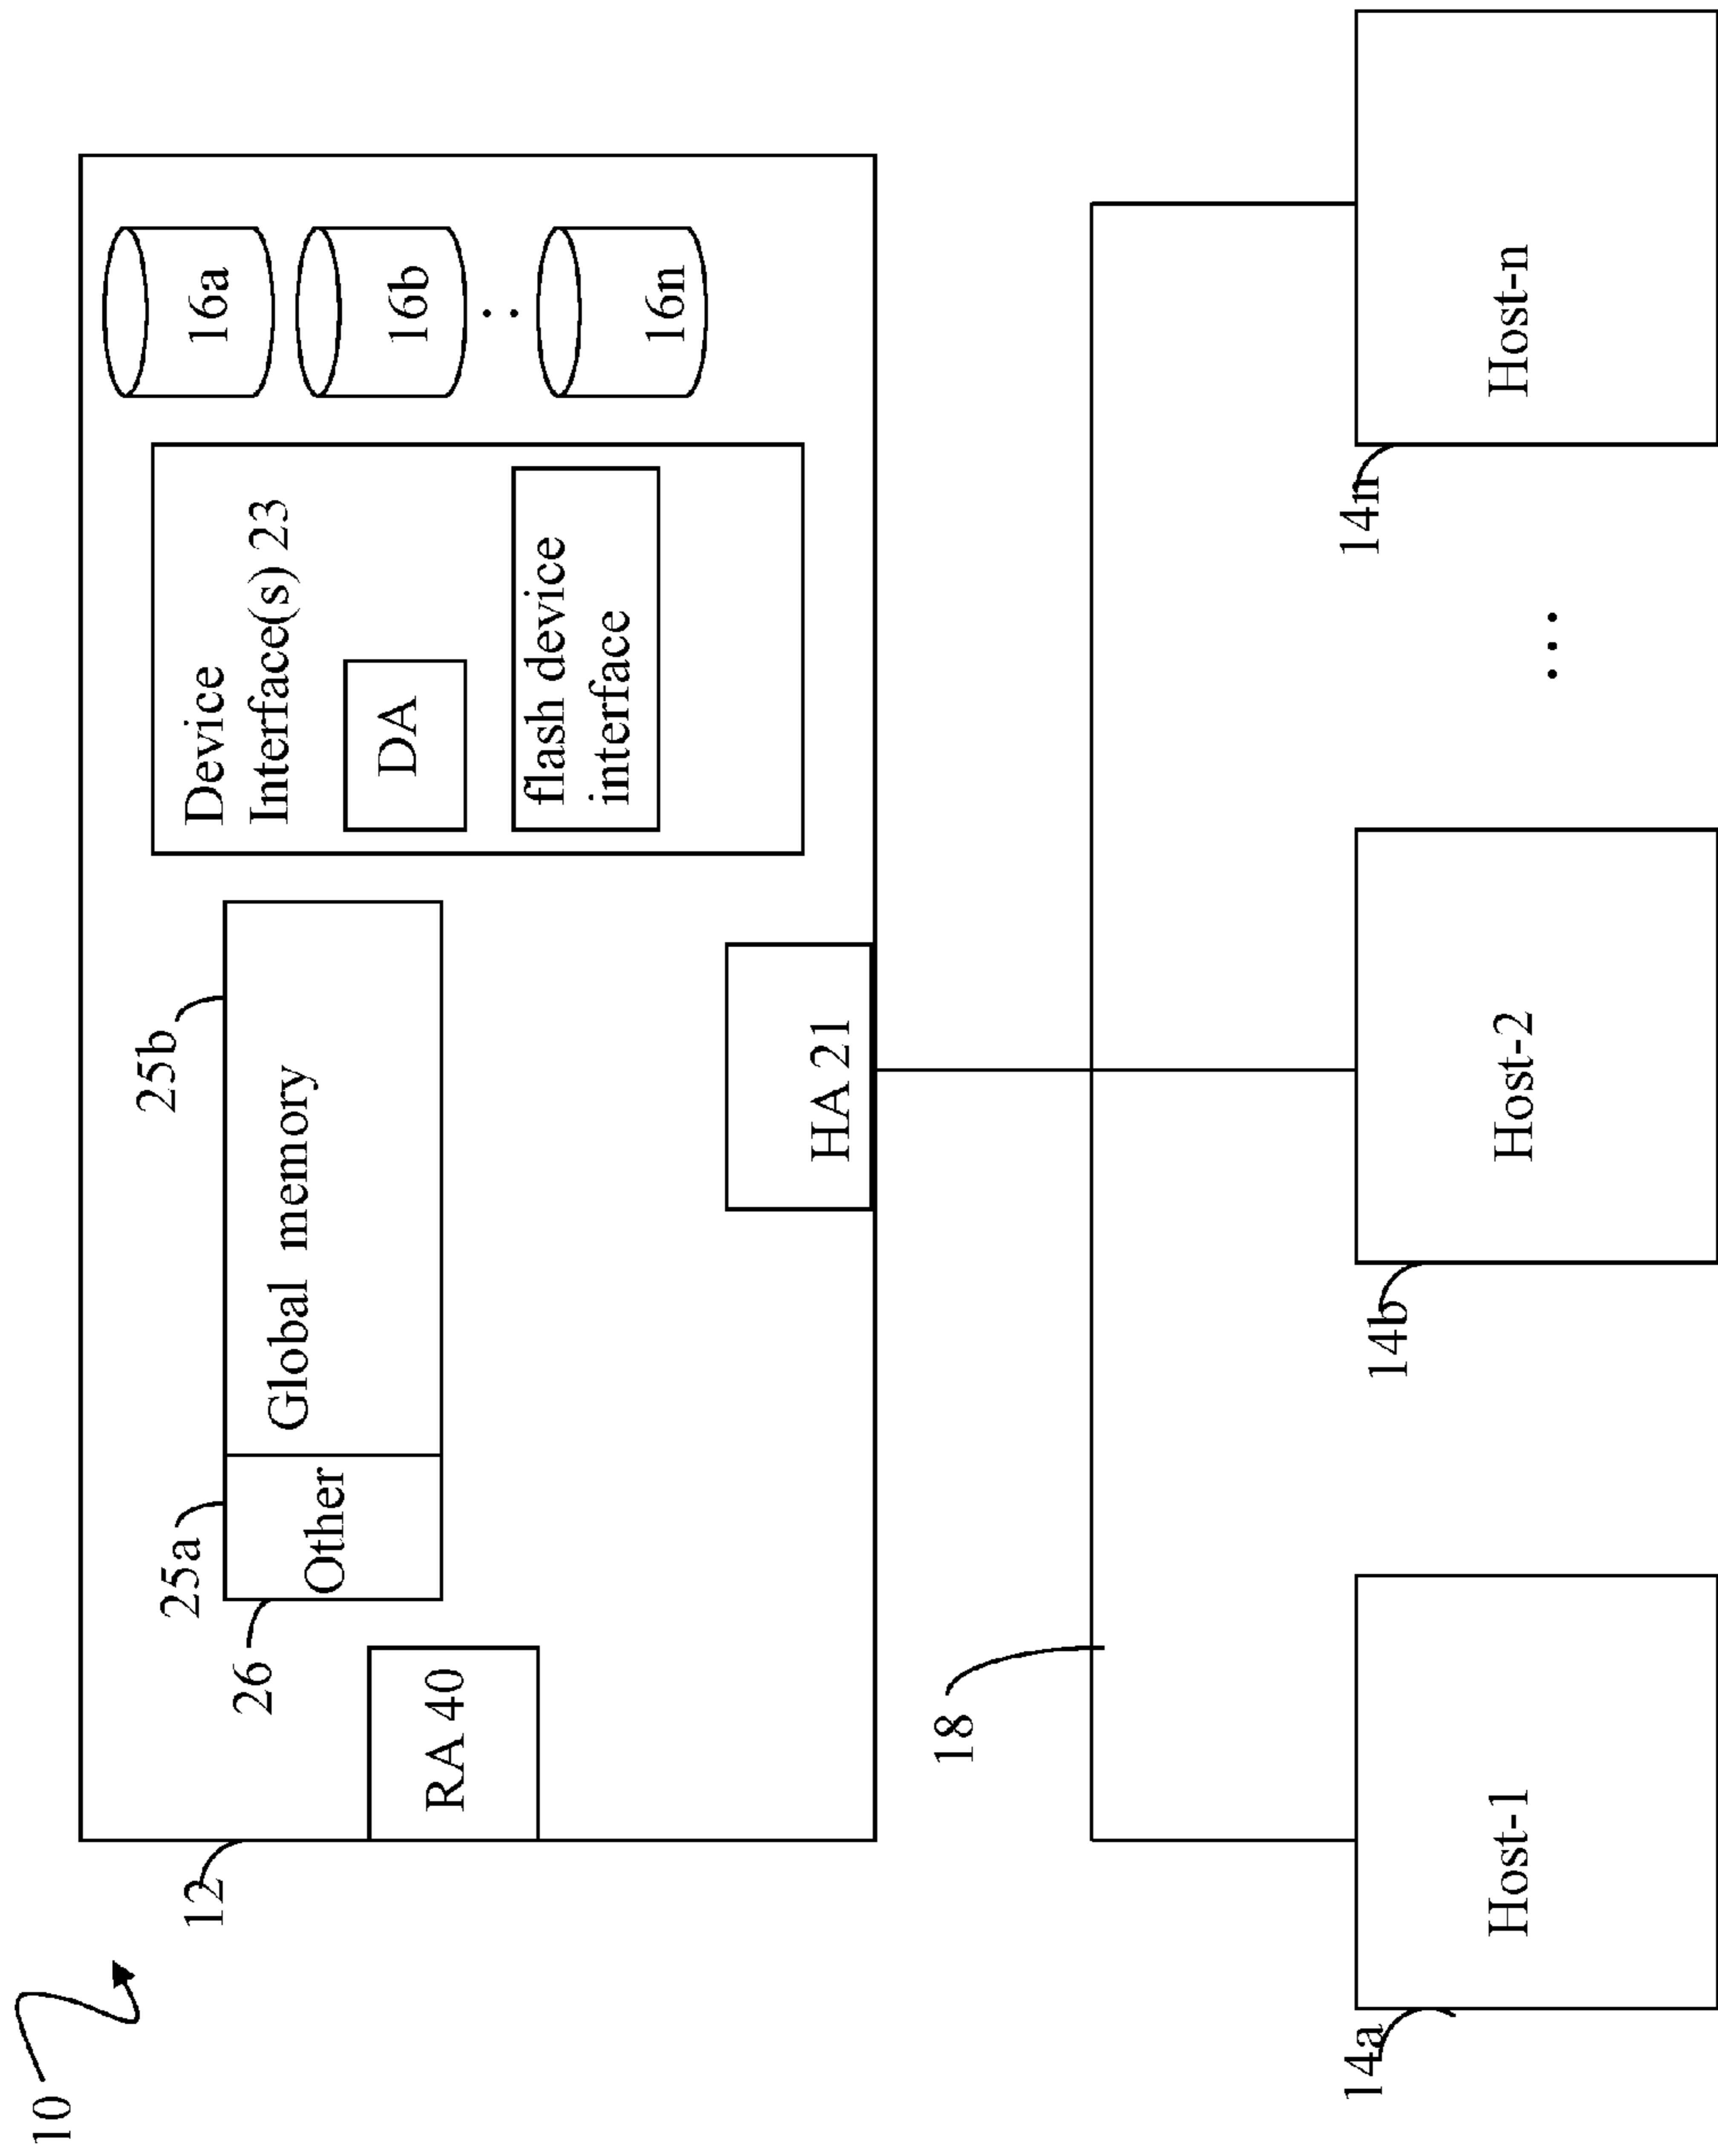 10
12
25a
25b
26
Other
Global memory
RA 40
HA 21
Device
Interface(s) 23
DA
flash device
interface
16a
16b
16n
18
14a
Host-1
14b
Host-2
14n
Host-n